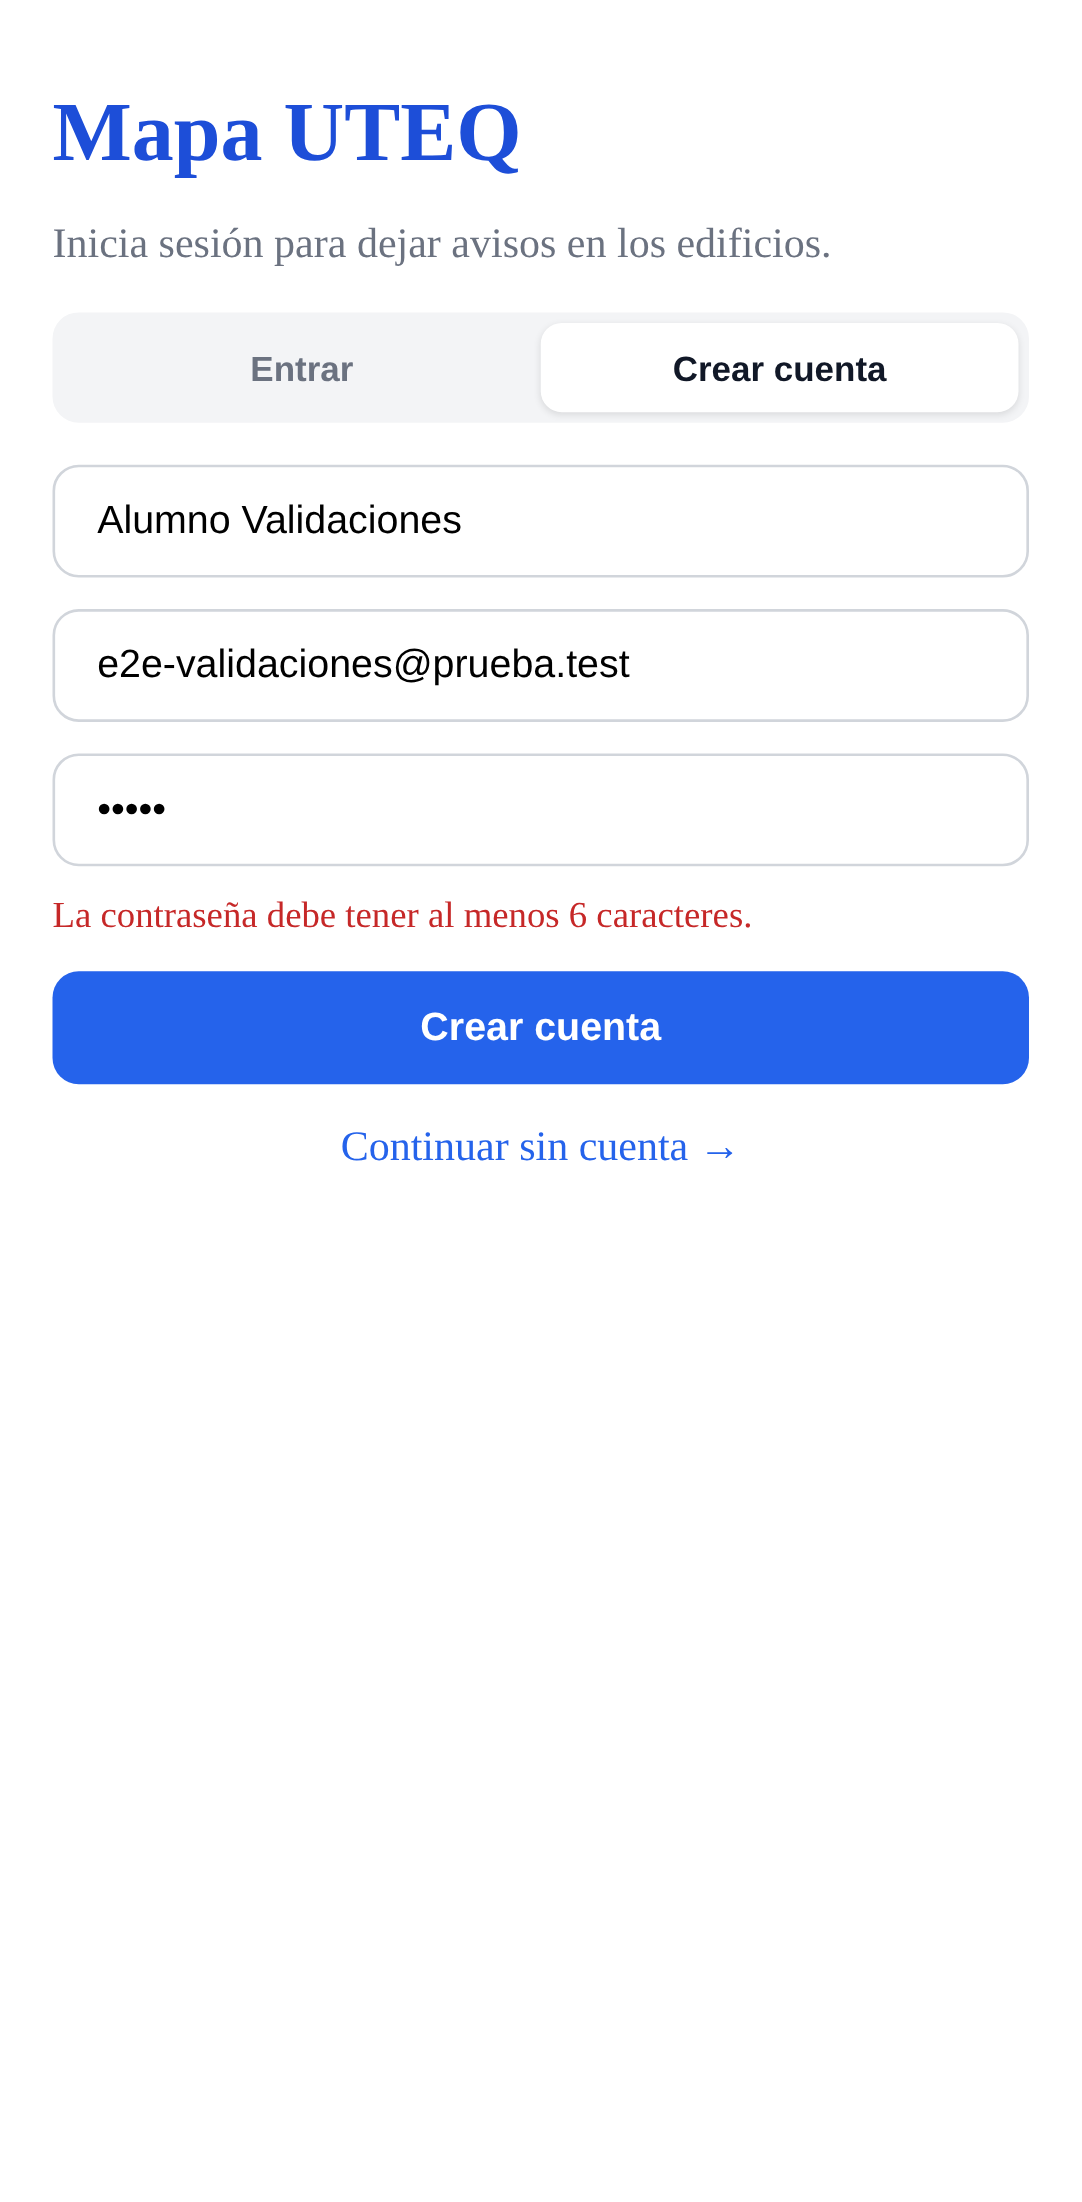 Mapa UTEQ
Inicia sesión para dejar avisos en los edificios.
Entrar
Crear cuenta
Alumno Validaciones
e2e-validaciones@prueba.test
•••••
La contraseña debe tener al menos 6 caracteres.
Crear cuenta
Continuar sin cuenta →